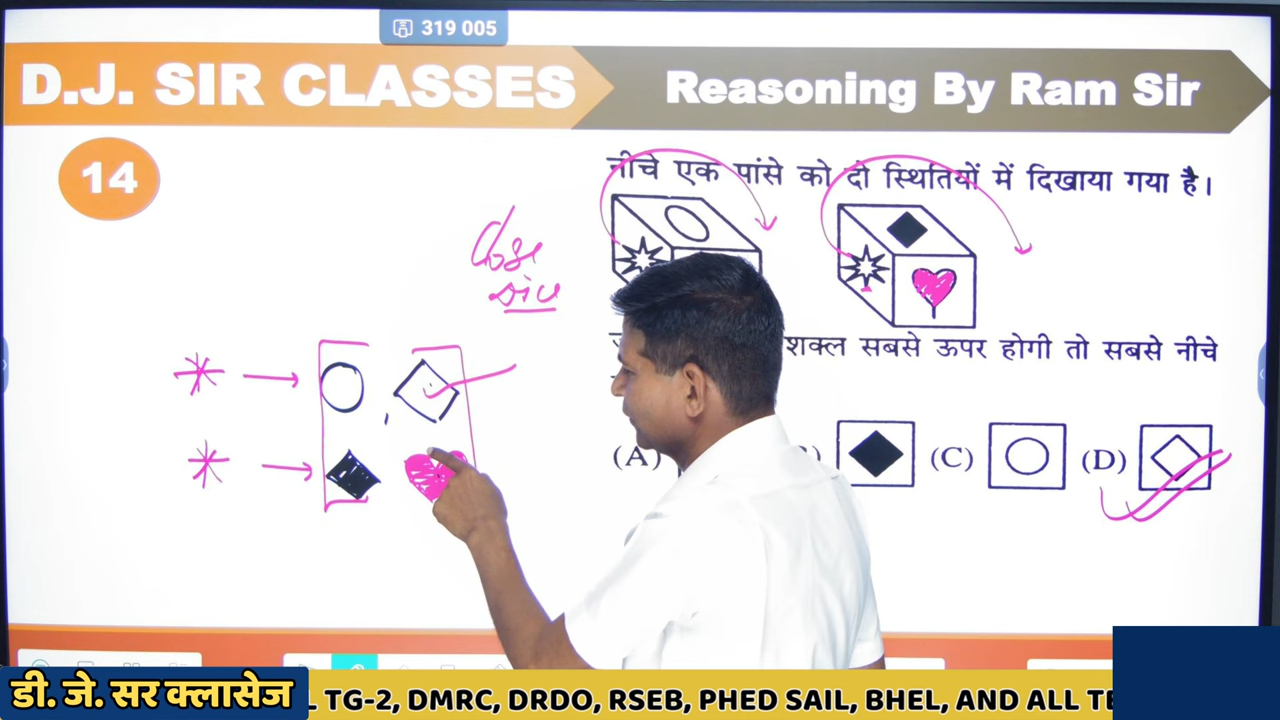 319 005
D.J. SIR CLASSES
Reasoning By Ram Sir
14
नीचे एक पांसे को दो स्थितियों में दिखाया गया है।
Close
शक्ल सबसे ऊपर होगी तो सबसे नीचे
(A)
(C)
(D)
डी. जे. सर क्लासेज
TG-2, DMRC, DRDO, RSEB, PHED SAIL, BHEL, AND ALL